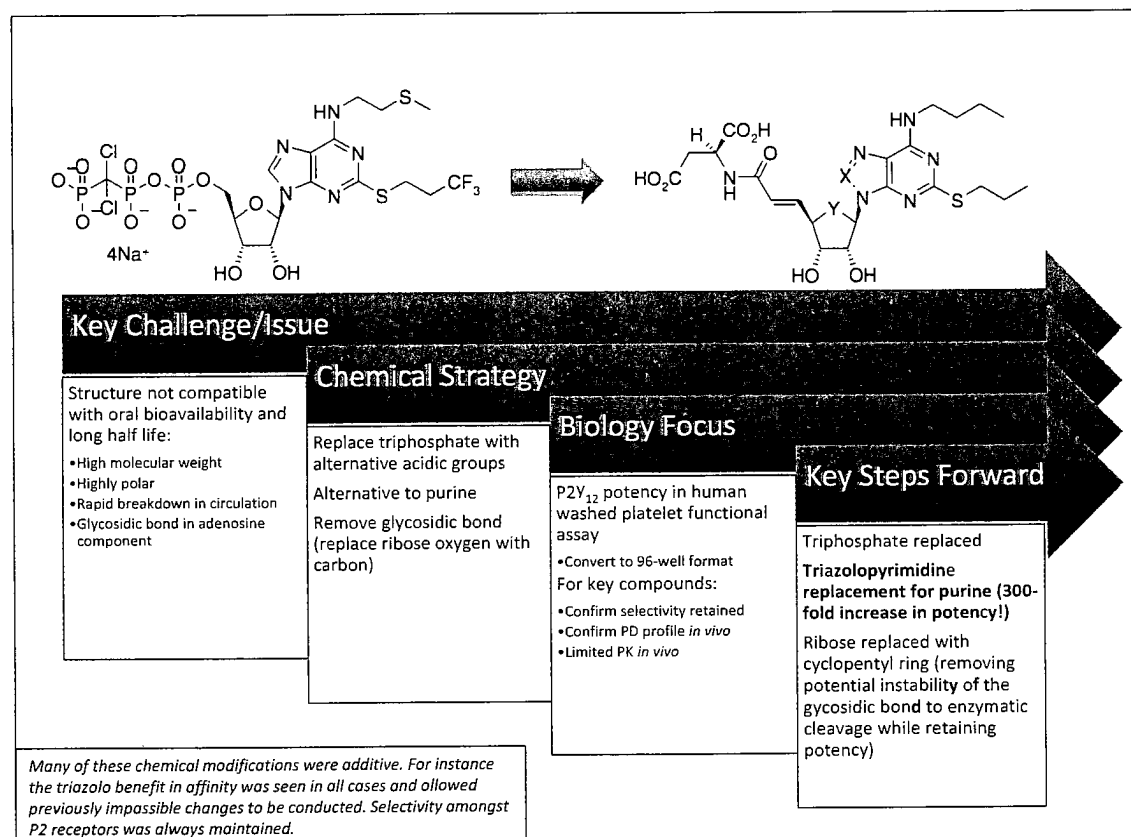 HN
S
N
N
N
N
S
CF₃
Cl
Cl
O
O
P
P
P
O
O
O
4Na⁺
HO
OH
H
CO₂H
HO₂C
N
H
O
HN
N
X
N
N
N
S
Y
HO
OH
Key Challenge/Issue
Structure not compatible
with oral bioavailability and
long half life:
•High molecular weight
•Highly polar
•Rapid breakdown in circulation
•Glycosidic bond in adenosine
component
Chemical Strategy
Replace triphosphate with
alternative acidic groups
Alternative to purine
Remove glycosidic bond
(replace ribose oxygen with
carbon)
Biology Focus
P2Y₁₂ potency in human
washed platelet functional
assay
•Convert to 96-well format
For key compounds:
•Confirm selectivity retained
•Confirm PD profile in vivo
•Limited PK in vivo
Key Steps Forward
Triphosphate replaced
Triazolopyrimidine
replacement for purine (300-
fold increase in potency!)
Ribose replaced with
cyclopentyl ring (removing
potential instability of the
gycosidic bond to enzymatic
cleavage while retaining
potency)
Many of these chemical modifications were additive. For instance
the triazolo benefit in affinity was seen in all cases and ollowed
previously impassible changes to be conducted. Selectivity amongst
P2 receptors was always maintained.